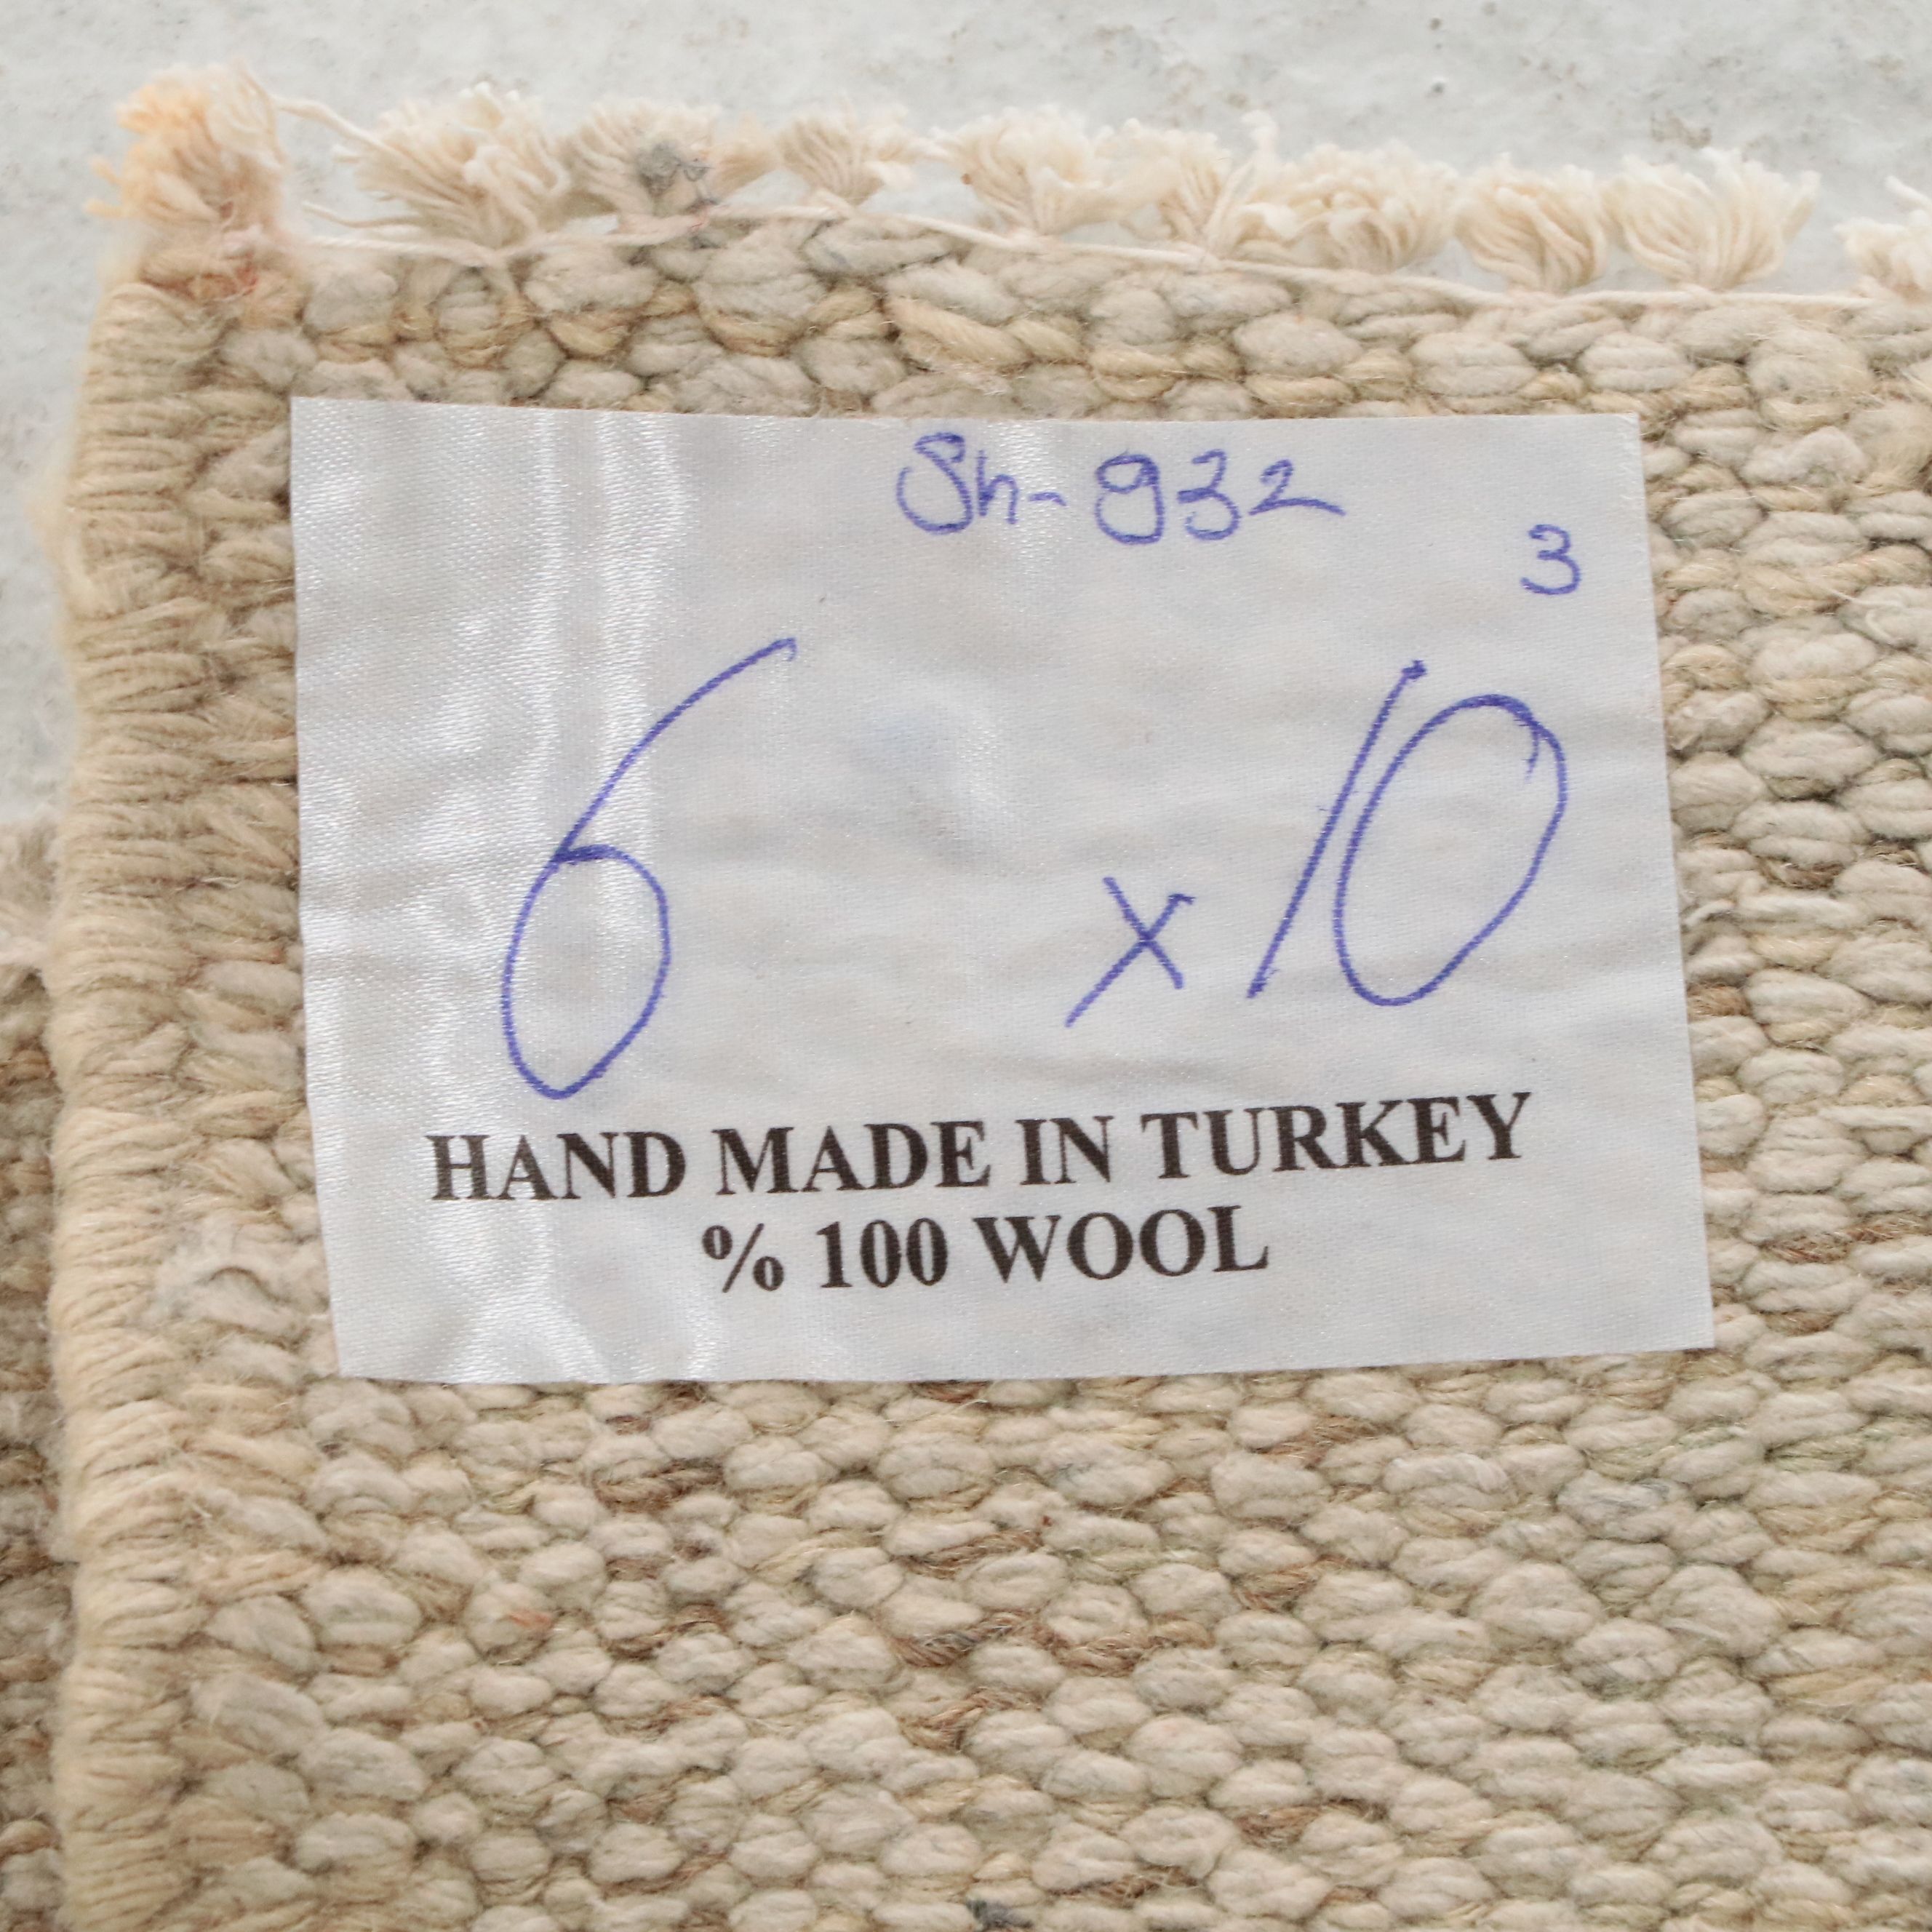 Sh-932
3
6 x 10
HAND MADE IN TURKEY
% 100 WOOL